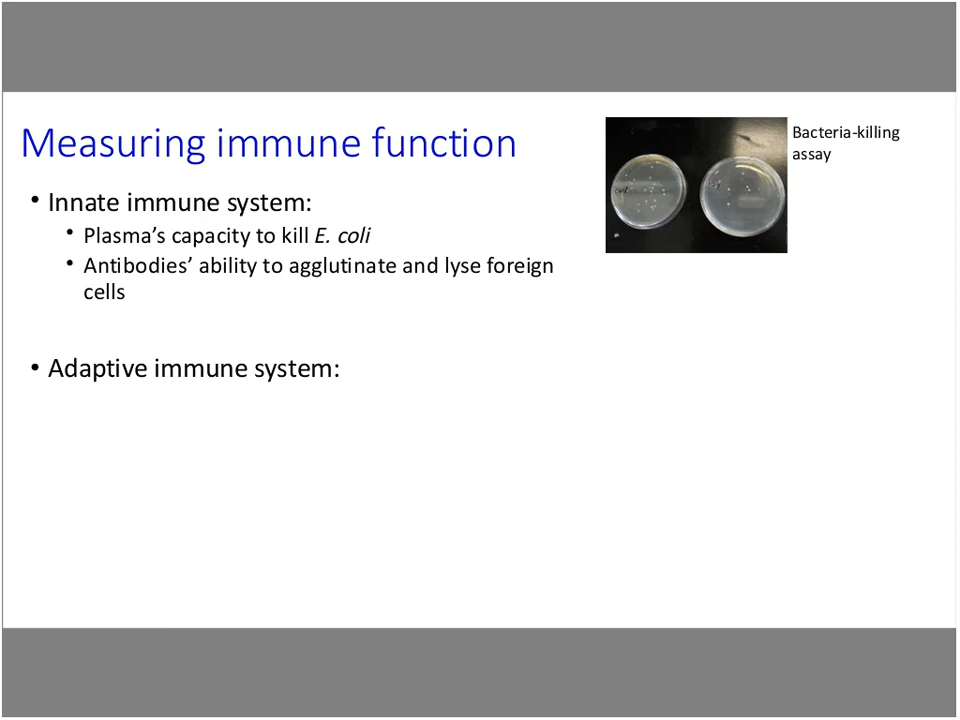 Measuring immune function
• Innate immune system:
• Plasma’s capacity to kill E. coli
• Antibodies’ ability to agglutinate and lyse foreign
cells
• Adaptive immune system:
Bacteria-killing
assay